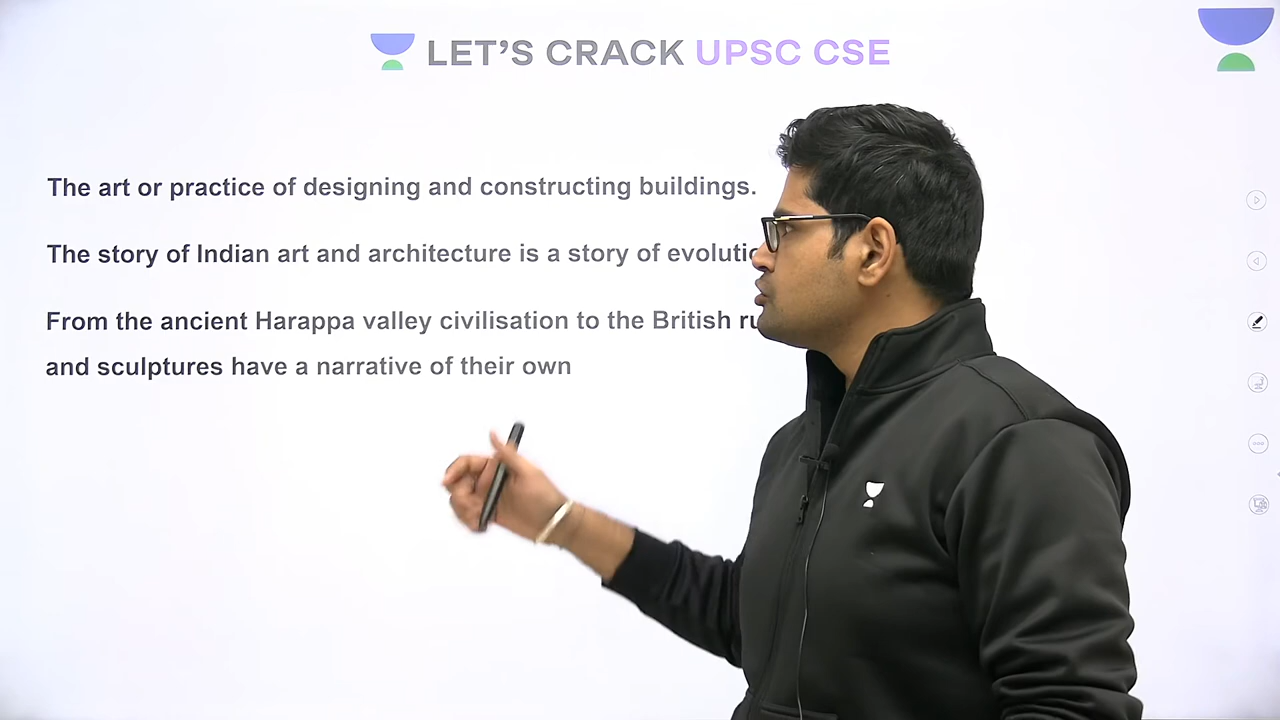 LET'S CRACK UPSC CSE
The art or practice of designing and constructing buildings.
The story of Indian art and architecture is a story of
From the ancient Harappa valley civilisation to the British
and sculptures have a narrative of their own